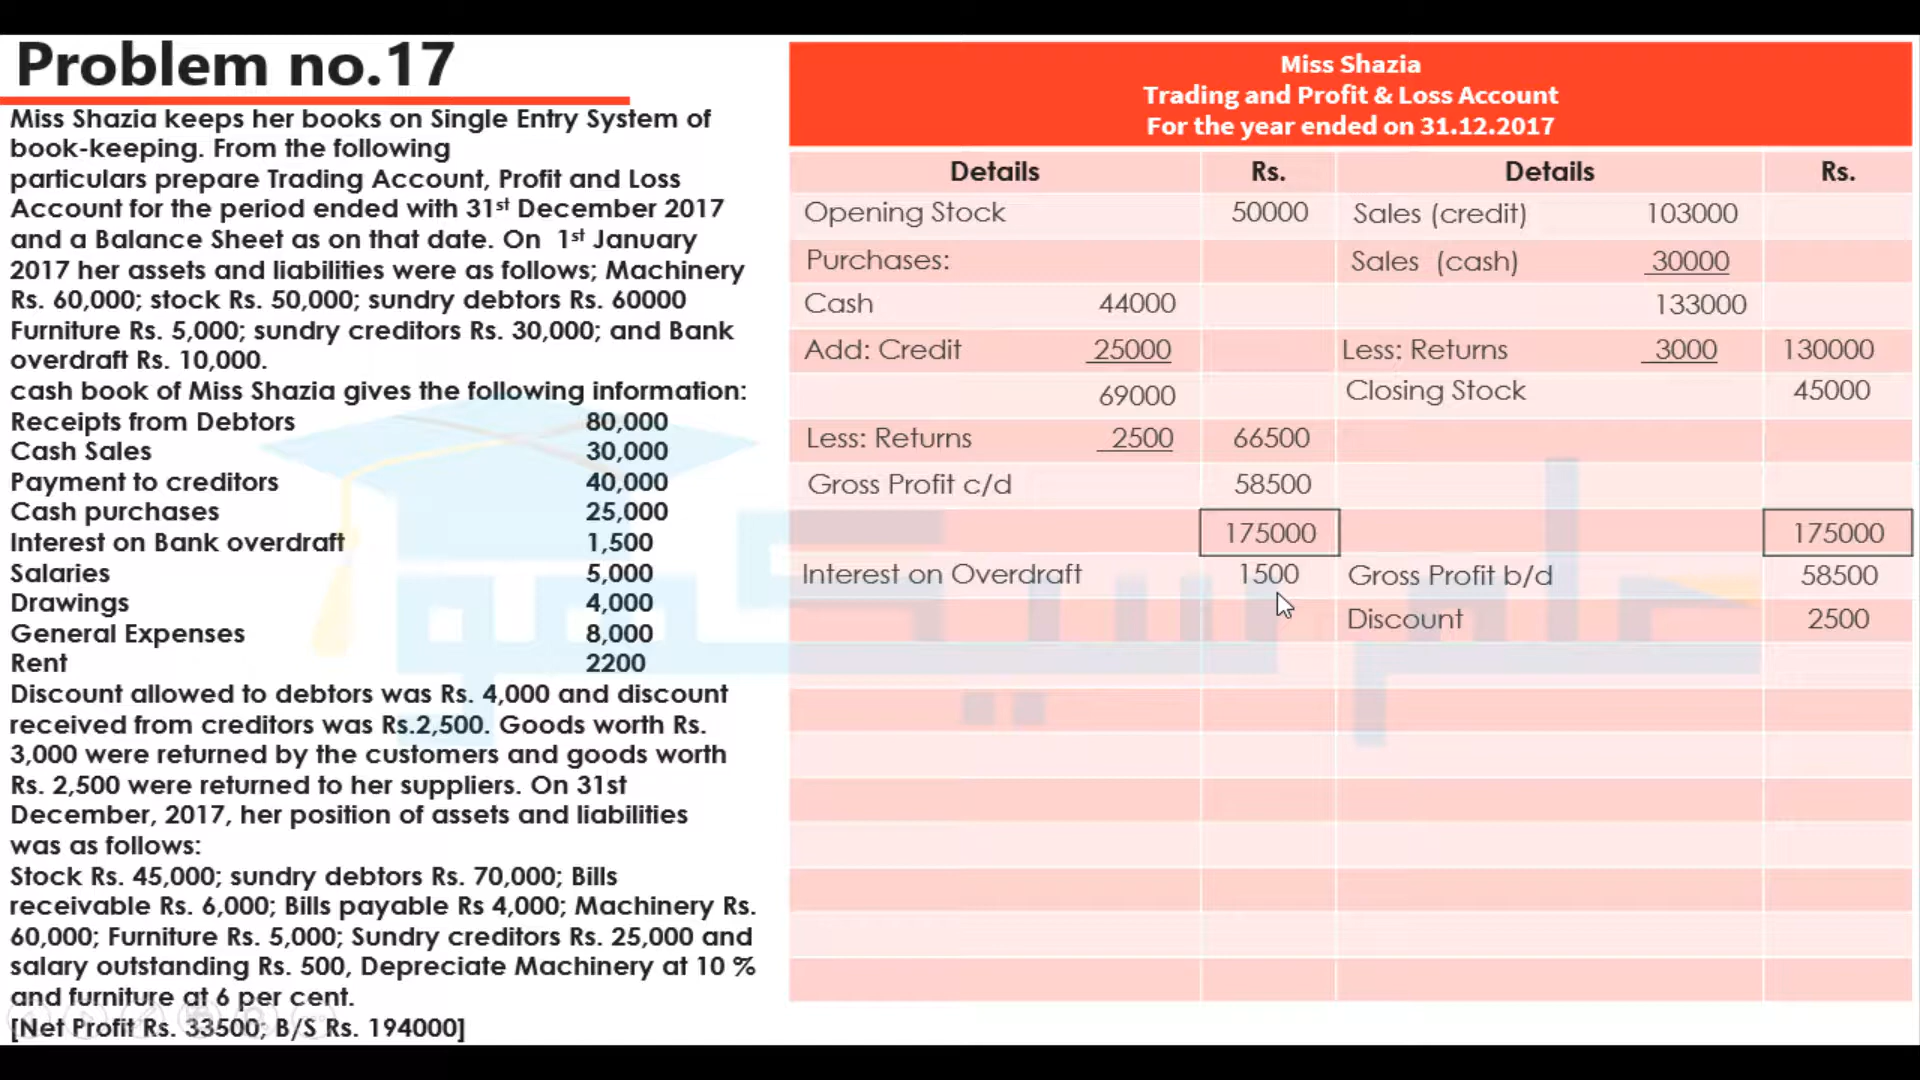 Problem no.17
Miss Shazia keeps her books on Single Entry System of
book-keeping. From the following
particulars prepare Trading Account, Profit and Loss
Account for the period ended with 31st December 2017
and a Balance Sheet as on that date. On 1st January
2017 her assets and liabilities were as follows; Machinery
Rs. 60,000; stock Rs. 50,000; sundry debtors Rs. 60000
Furniture Rs. 5,000; sundry creditors Rs. 30,000; and Bank
overdraft Rs. 10,000.
cash book of Miss Shazia gives the following information:
Receipts from Debtors 80,000
Cash Sales 30,000
Payment to creditors 40,000
Cash purchases 25,000
Interest on Bank overdraft 1,500
Salaries 5,000
Drawings 4,000
General Expenses 8,000
Rent 2200
Discount allowed to debtors was Rs. 4,000 and discount
received from creditors was Rs.2,500. Goods worth Rs.
3,000 were returned by the customers and goods worth
Rs. 2,500 were returned to her suppliers. On 31st
December, 2017, her position of assets and liabilities
was as follows:
Stock Rs. 45,000; sundry debtors Rs. 70,000; Bills
receivable Rs. 6,000; Bills payable Rs 4,000; Machinery Rs.
60,000; Furniture Rs. 5,000; Sundry creditors Rs. 25,000 and
salary outstanding Rs. 500, Depreciate Machinery at 10 %
and furniture at 6 per cent.
[Net Profit Rs. 33500; B/S Rs. 194000]
Miss Shazia
Trading and Profit & Loss Account
For the year ended on 31.12.2017
Details Rs. Details Rs.
Opening Stock 50000 Sales (credit) 103000
Purchases: Sales (cash) 30000
Cash 44000 133000
Add: Credit 25000 Less: Returns 3000 130000
69000 Closing Stock 45000
Less: Returns 2500 66500
Gross Profit c/d 58500
175000 175000
Interest on Overdraft 1500 Gross Profit b/d 58500
Discount 2500